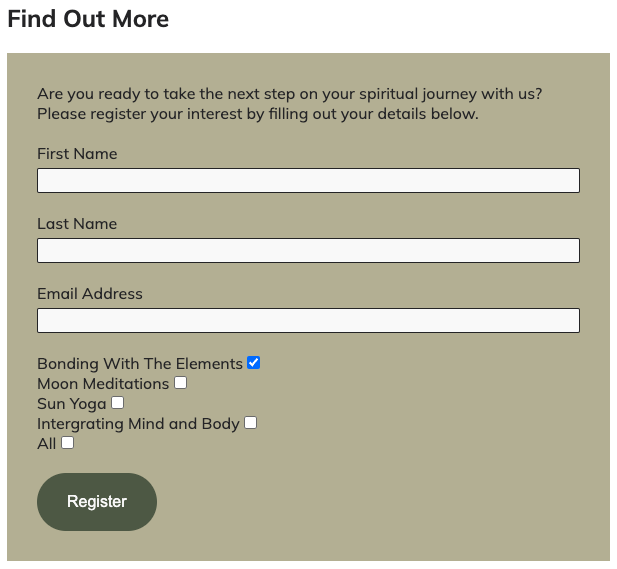 Find Out More
Are you ready to take the next step on your spiritual journey with us?
Please register your interest by filling out your details below.
First Name
Last Name
Email Address
Bonding With The Elements
Moon Meditations
Sun Yoga
Intergrating Mind and Body
All
Register